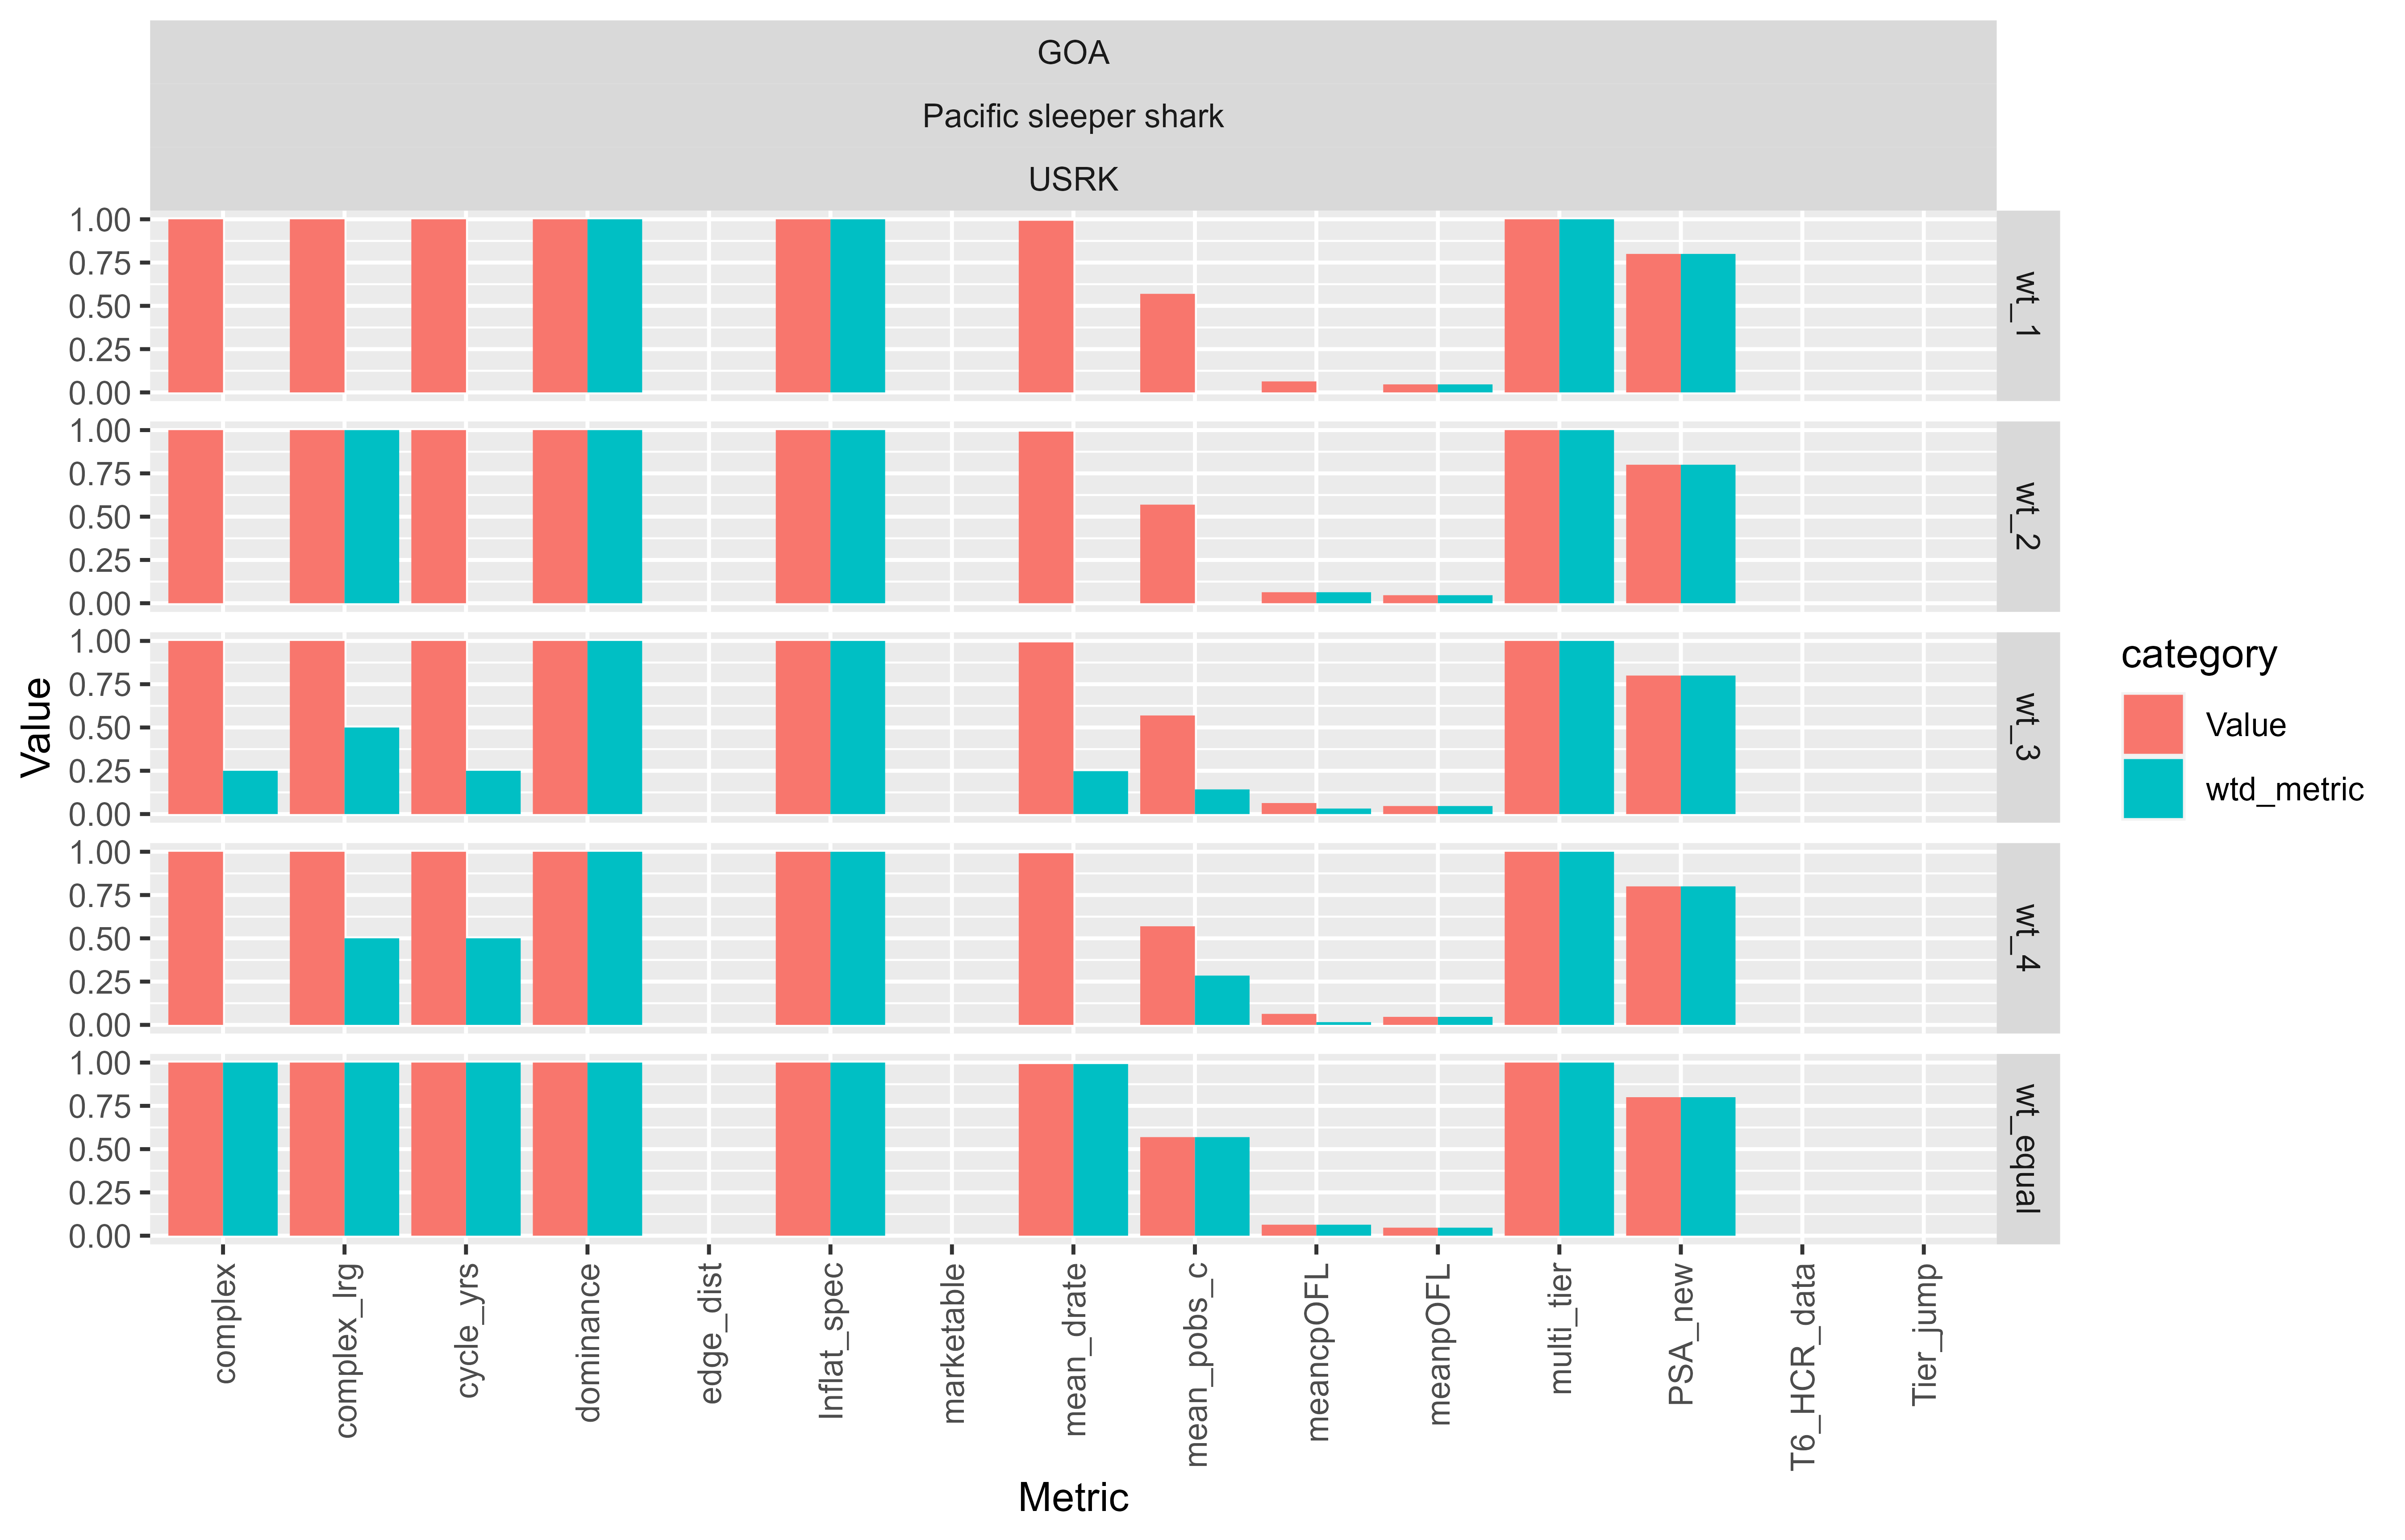 GOA
Pacific sleeper shark
USRK
1.00
0.75
0.50
0.25
0.00
wt_1
1.00
0.75
0.50
0.25
0.00
wt_2
1.00
0.75
0.50
0.25
0.00
wt_3
1.00
0.75
0.50
0.25
0.00
wt_4
1.00
0.75
0.50
0.25
0.00
wt_equal
Value
complex
complex_lrg
cycle_yrs
dominance
edge_dist
Inflat_spec
marketable
mean_drate
mean_pobs_c
meancpOFL
meanpOFL
multi_tier
PSA_new
T6_HCR_data
Tier_jump
Metric
category
Value
wtd_metric